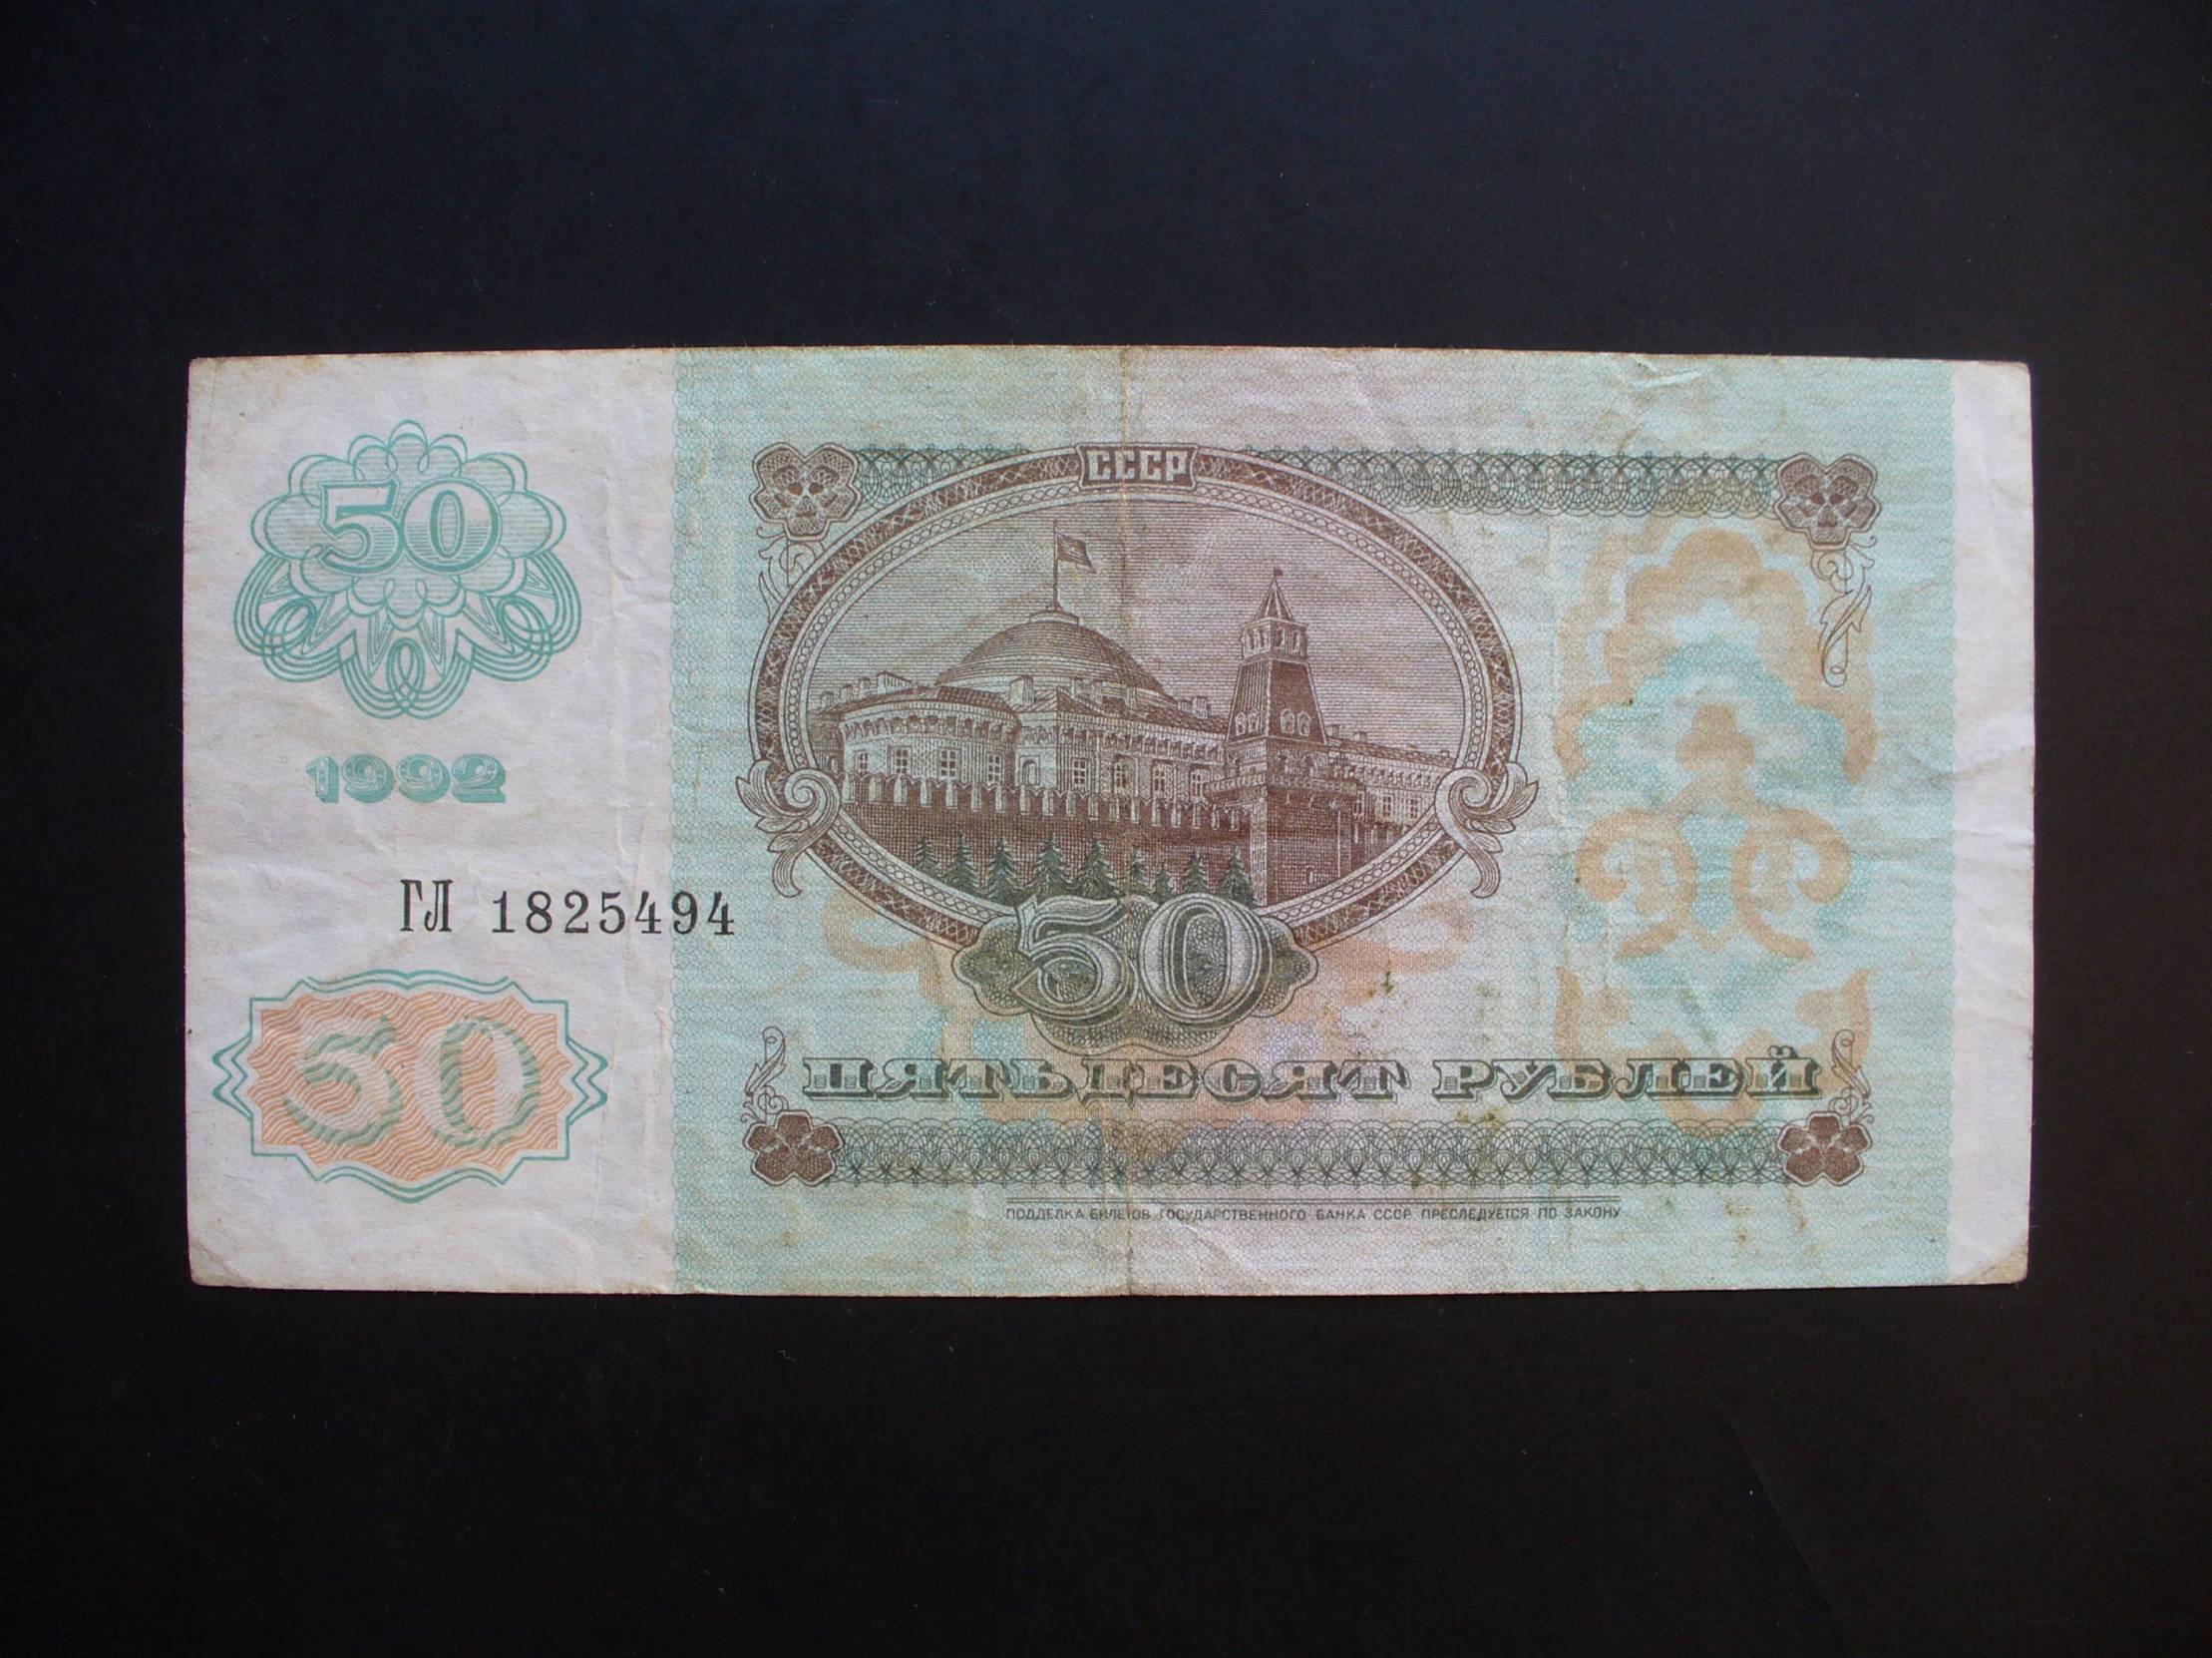 50
1992
ГЛ 1825494
50
СССР
50
ПЯТЬДЕСЯТ РУБЛЕЙ
ПОДДЕЛКА БИЛЕТОВ ГОСУДАРСТВЕННОГО БАНКА СССР ПРЕСЛЕДУЕТСЯ ПО ЗАКОНУ